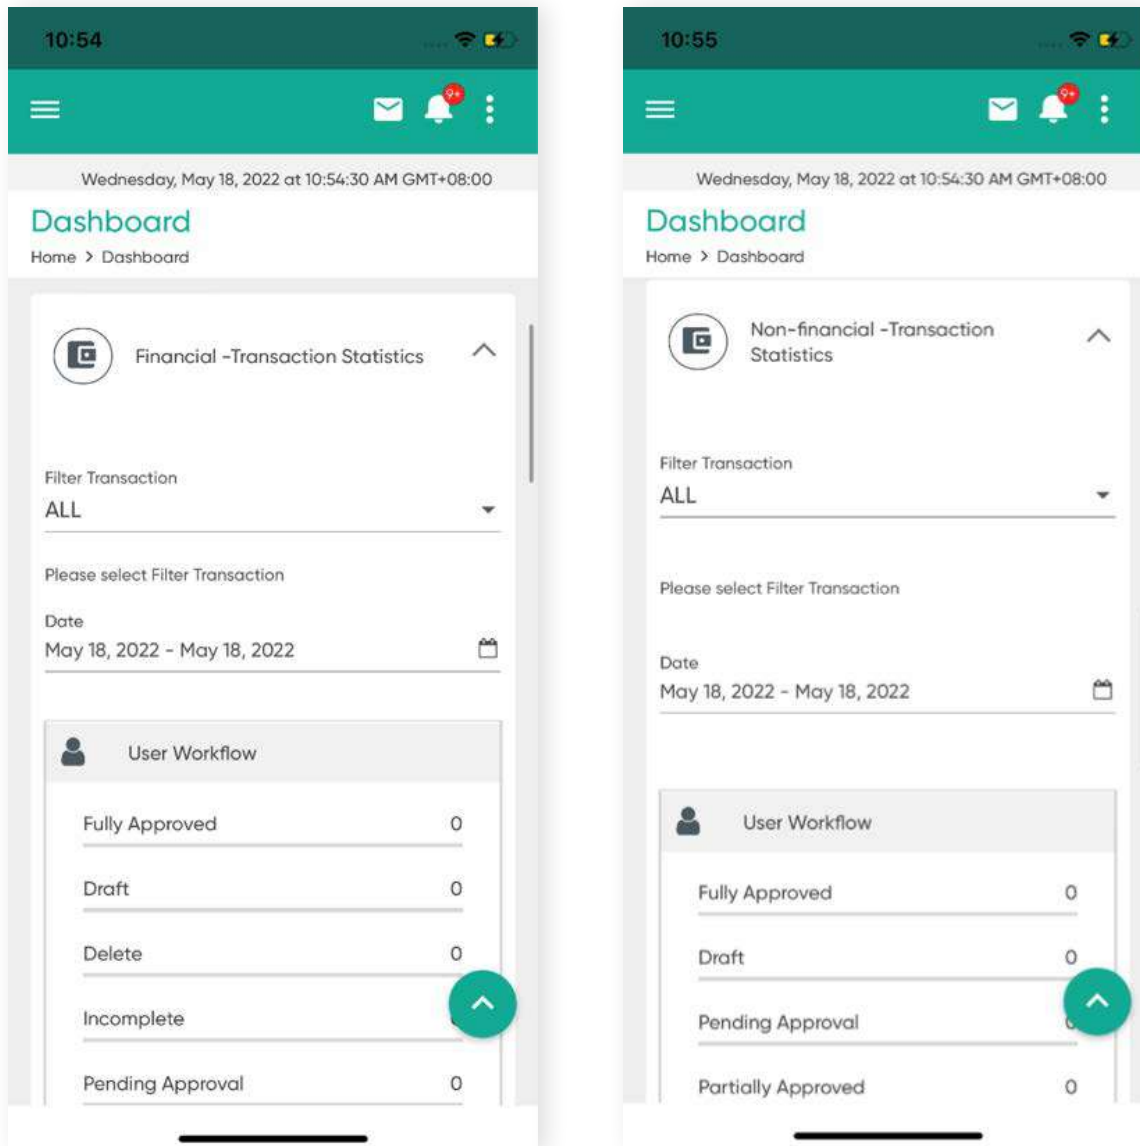 10:54
9+
Wednesday, May 18, 2022 at 10:54:30 AM GMT+08:00
Dashboard
Home > Dashboard
Financial -Transaction Statistics
Filter Transaction
ALL
Please select Filter Transaction
Date
May 18, 2022 - May 18, 2022
User Workflow
Fully Approved 0
Draft 0
Delete 0
Incomplete
Pending Approval 0
10:55
9+
Wednesday, May 18, 2022 at 10:54:30 AM GMT+08:00
Dashboard
Home > Dashboard
Non-financial -Transaction
Statistics
Filter Transaction
ALL
Please select Filter Transaction
Date
May 18, 2022 - May 18, 2022
User Workflow
Fully Approved 0
Draft 0
Pending Approval
Partially Approved 0